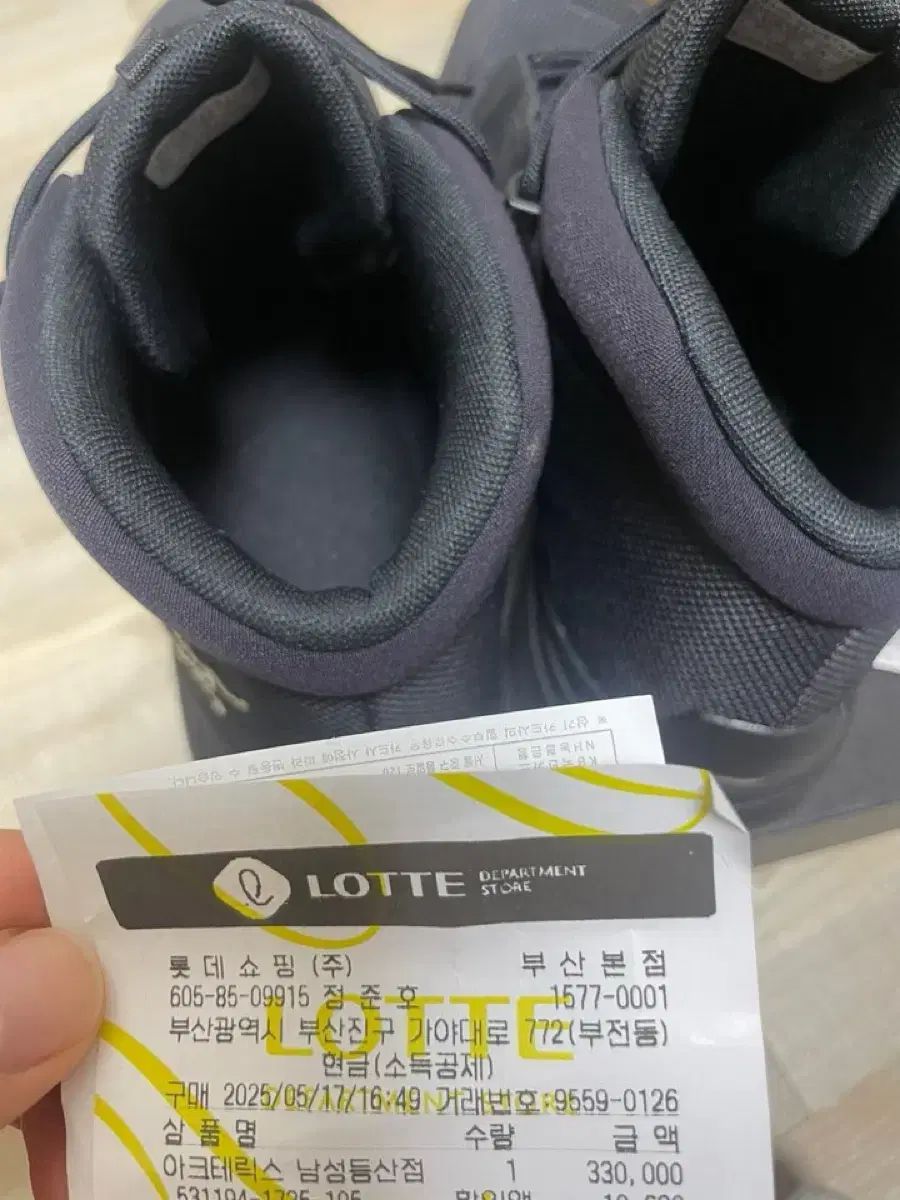 LOTTE DEPARTMENT STORE
롯데쇼핑(주) 부산본점
605-85-09915 정준호 1577-0001
부산광역시 부산진구 가야대로 772(부전동)
현금(소득공제)
구매 2025/05/17/16:49 거래번호:9559-0126
상품명 수량 금액
아크테릭스 남성등산점 1 330,000